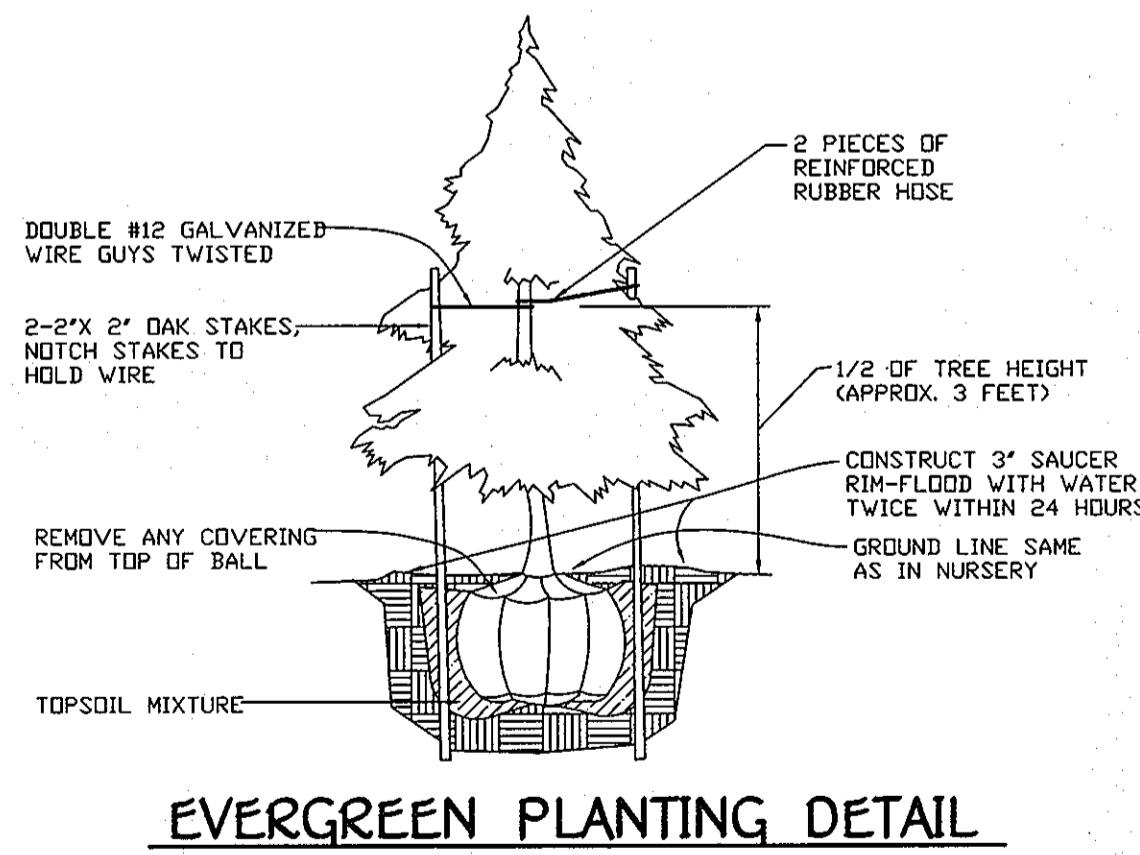 2 PIECES OF
REINFORCED
RUBBER HOSE
DOUBLE #12 GALVANIZED
WIRE GUYS TWISTED
2-2"X 2" OAK STAKES,
NOTCH STAKES TO
HOLD WIRE
1/2 OF TREE HEIGHT
(APPROX. 3 FEET)
CONSTRUCT 3" SAUCER
RIM-FLOOD WITH WATER
TWICE WITHIN 24 HOURS
REMOVE ANY COVERING
FROM TOP OF BALL
GROUND LINE SAME
AS IN NURSERY
TOPSOIL MIXTURE
EVERGREEN PLANTING DETAIL